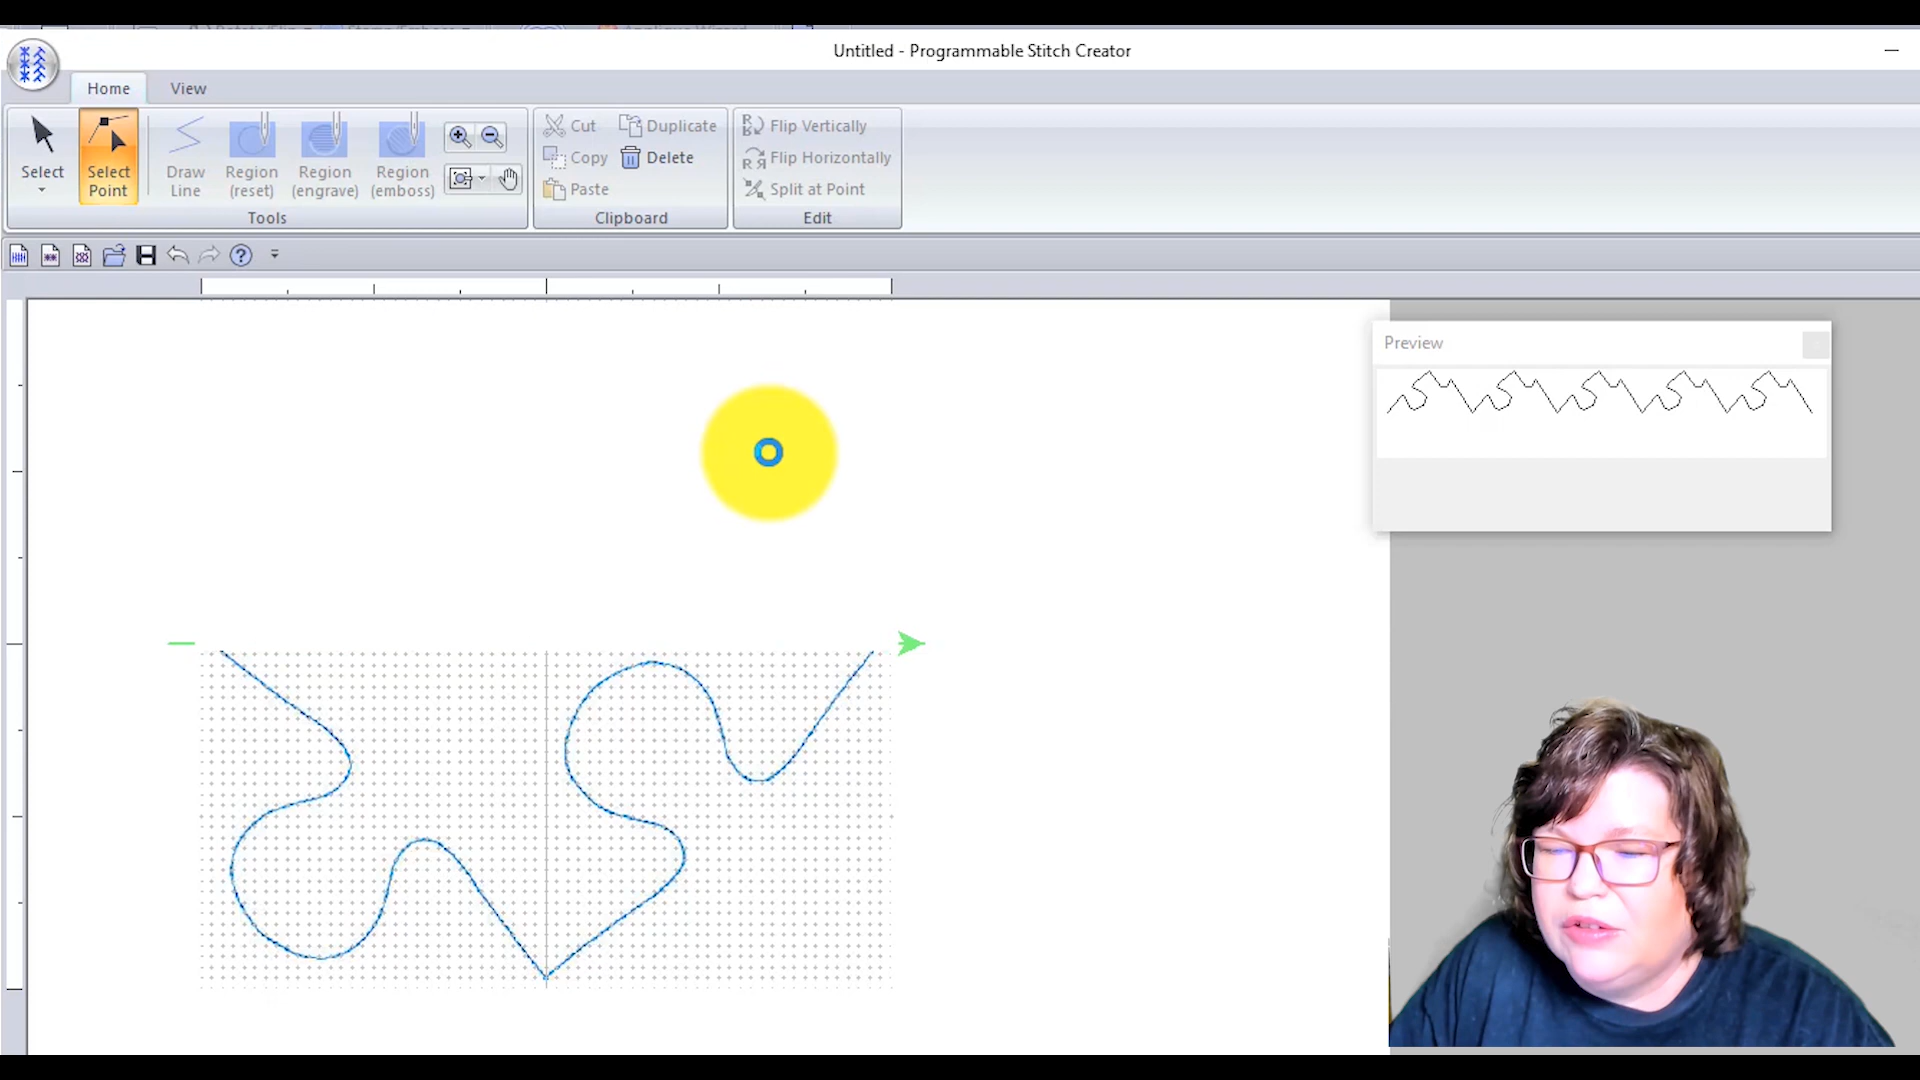 Untitled - Programmable Stitch Creator
Home View
Select
Select Point
Draw Line
Region (reset)
Region (engrave)
Region (emboss)
Tools
Cut
Duplicate
Copy
Delete
Paste
Clipboard
Flip Vertically
Flip Horizontally
Split at Point
Edit
Preview